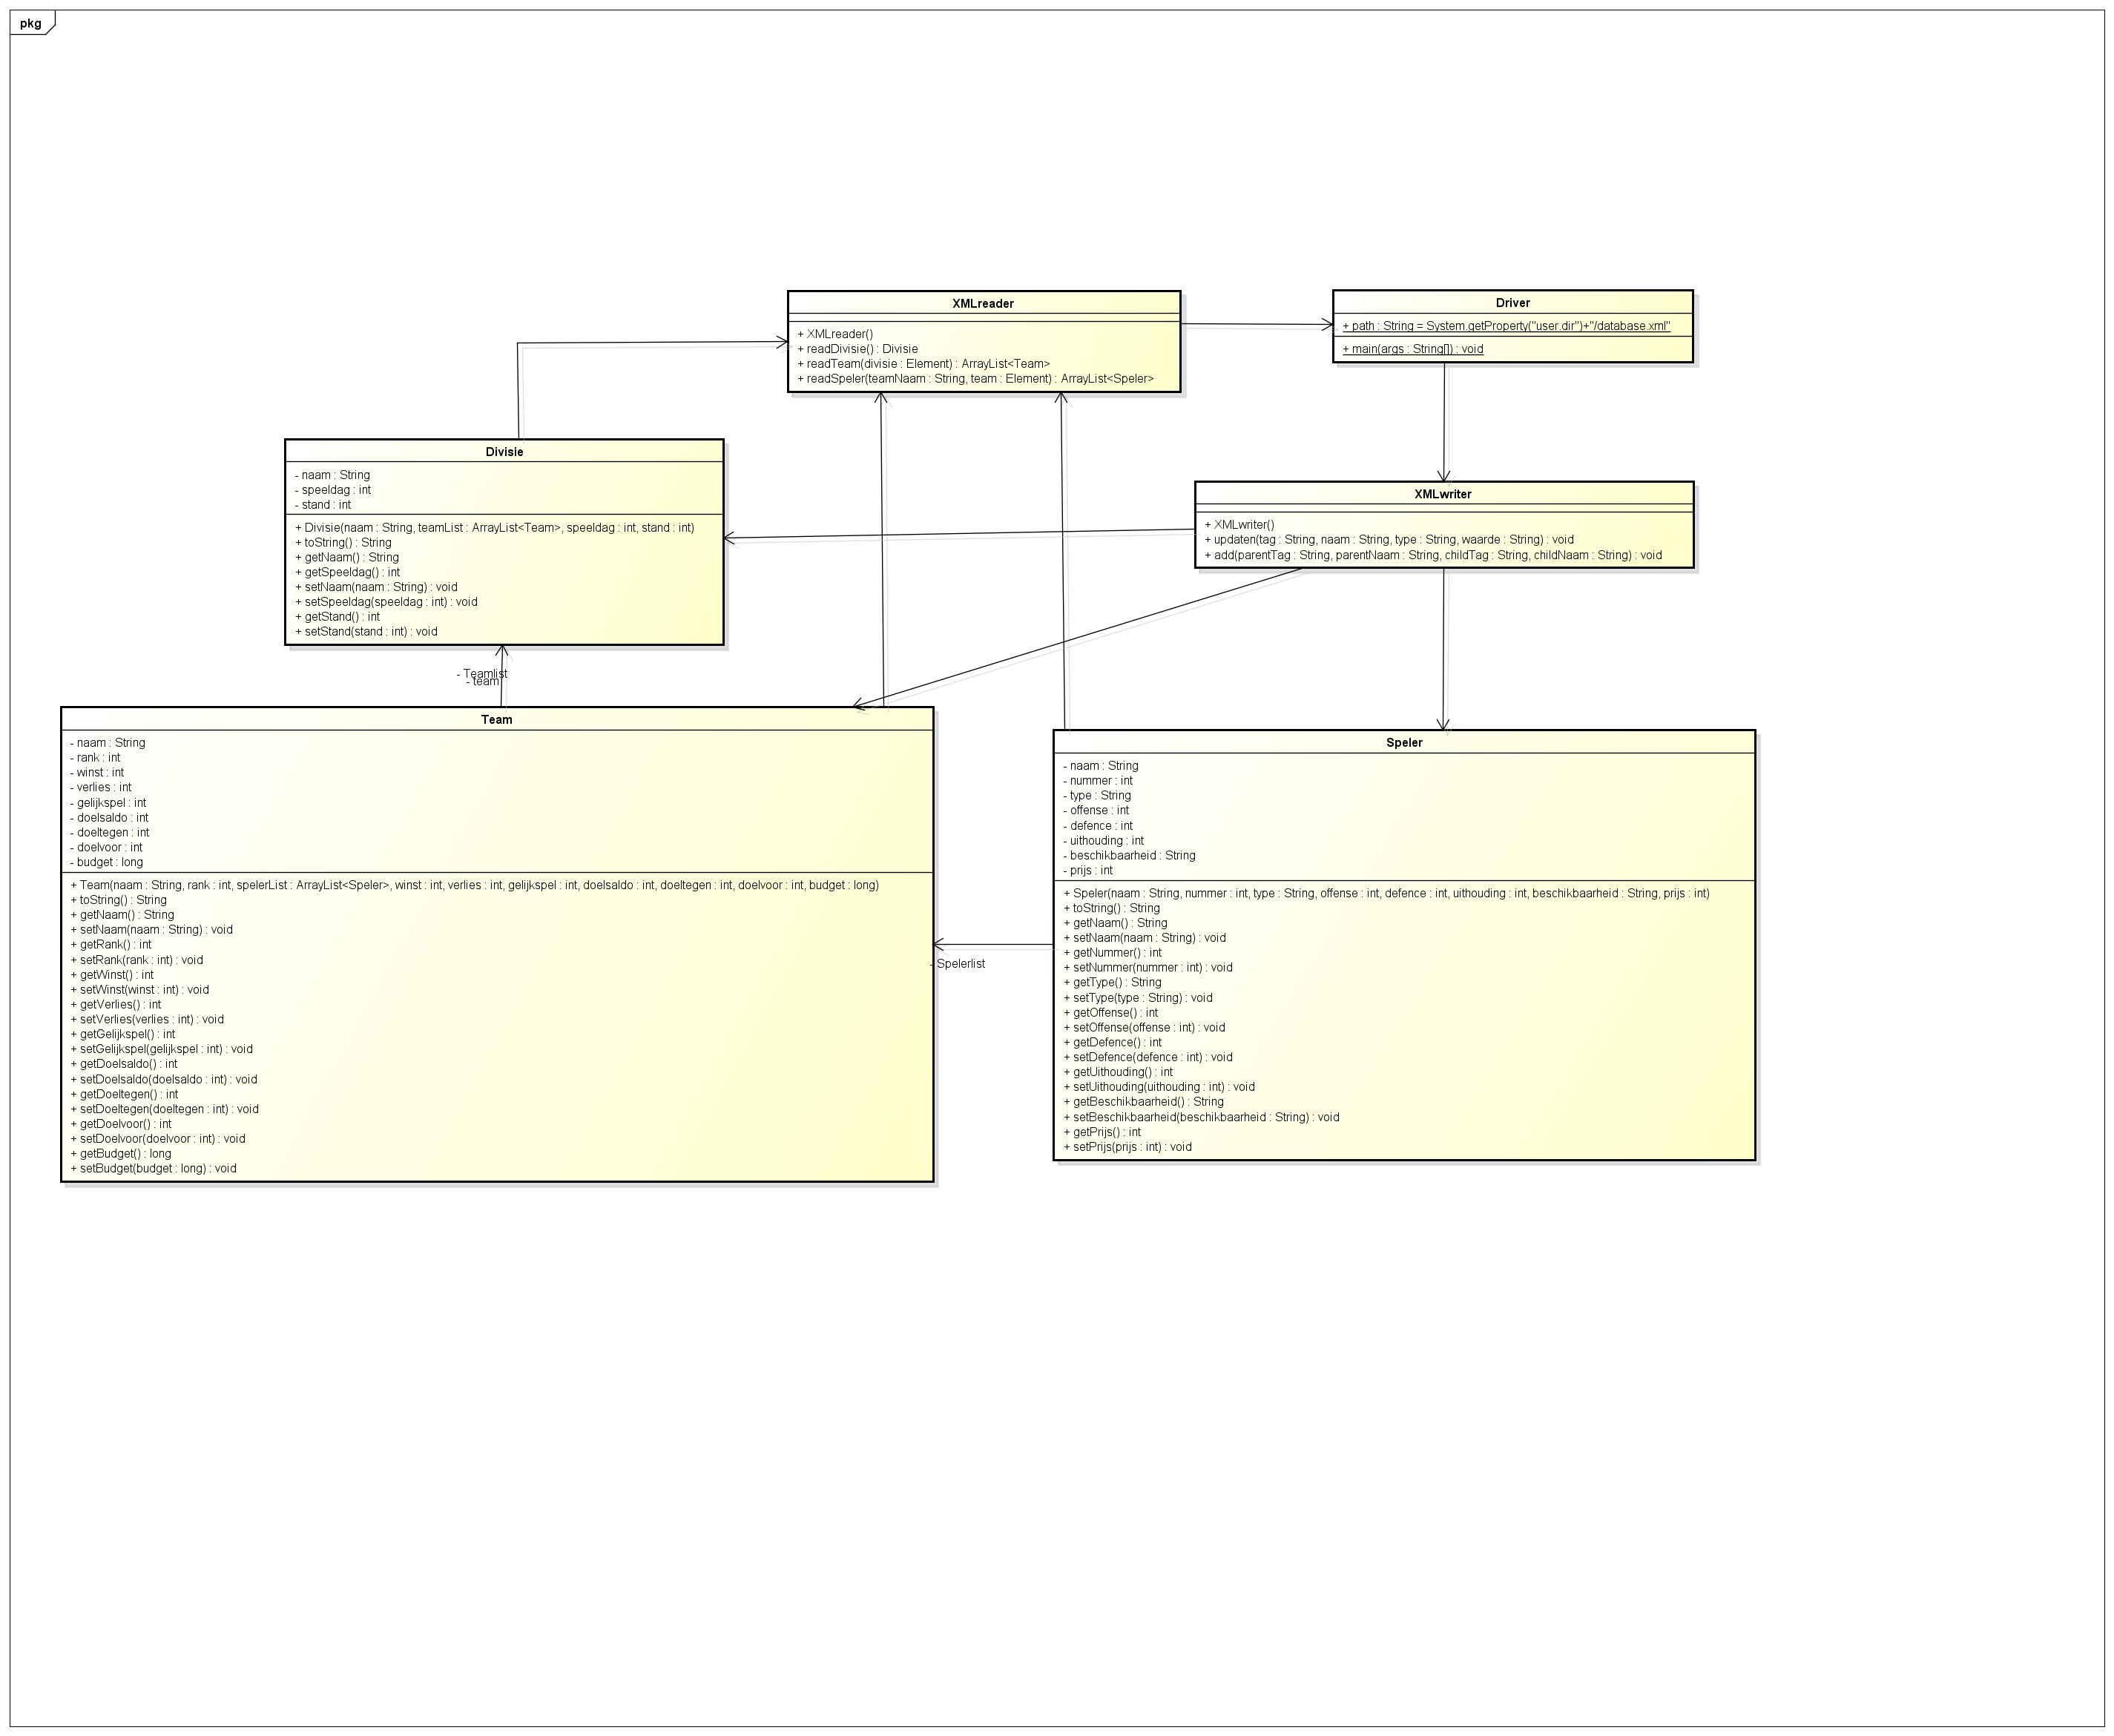 pkg
XMLreader
+ XMLreader()
+ readDivisie() : Divisie
+ readTeam(divisie : Element) : ArrayList<Team>
+ readSpeler(teamNaam : String, team : Element) : ArrayList<Speler>
Driver
+ path : String = System.getProperty("user.dir")+"/database.xml"
+ main(args : String[]) : void
Divisie
- naam : String
- speeldag : int
- stand : int
+ Divisie(naam : String, teamList : ArrayList<Team>, speeldag : int, stand : int)
+ toString() : String
+ getNaam() : String
+ getSpeeldag() : int
+ setNaam(naam : String) : void
+ setSpeeldag(speeldag : int) : void
+ getStand() : int
+ setStand(stand : int) : void
XMLwriter
+ XMLwriter()
+ updaten(tag : String, naam : String, type : String, waarde : String) : void
+ add(parentTag : String, parentNaam : String, childTag : String, childNaam : String) : void
- Teamlist
- team
Team
- naam : String
- rank : int
- winst : int
- verlies : int
- gelijkspel : int
- doelsaldo : int
- doeltegen : int
- doelvoor : int
- budget : long
+ Team(naam : String, rank : int, spelerList : ArrayList<Speler>, winst : int, verlies : int, gelijkspel : int, doelsaldo : int, doeltegen : int, doelvoor : int, budget : long)
+ toString() : String
+ getNaam() : String
+ setNaam(naam : String) : void
+ getRank() : int
+ setRank(rank : int) : void
+ getWinst() : int
+ setWinst(winst : int) : void
+ getVerlies() : int
+ setVerlies(verlies : int) : void
+ getGelijkspel() : int
+ setGelijkspel(gelijkspel : int) : void
+ getDoelsaldo() : int
+ setDoelsaldo(doelsaldo : int) : void
+ getDoeltegen() : int
+ setDoeltegen(doeltegen : int) : void
+ getDoelvoor() : int
+ setDoelvoor(doelvoor : int) : void
+ getBudget() : long
+ setBudget(budget : long) : void
- Spelerlist
Speler
- naam : String
- nummer : int
- type : String
- offense : int
- defence : int
- uithouding : int
- beschikbaarheid : String
- prijs : int
+ Speler(naam : String, nummer : int, type : String, offense : int, defence : int, uithouding : int, beschikbaarheid : String, prijs : int)
+ toString() : String
+ getNaam() : String
+ setNaam(naam : String) : void
+ getNummer() : int
+ setNummer(nummer : int) : void
+ getType() : String
+ setType(type : String) : void
+ getOffense() : int
+ setOffense(offense : int) : void
+ getDefence() : int
+ setDefence(defence : int) : void
+ getUithouding() : int
+ setUithouding(uithouding : int) : void
+ getBeschikbaarheid() : String
+ setBeschikbaarheid(beschikbaarheid : String) : void
+ getPrijs() : int
+ setPrijs(prijs : int) : void